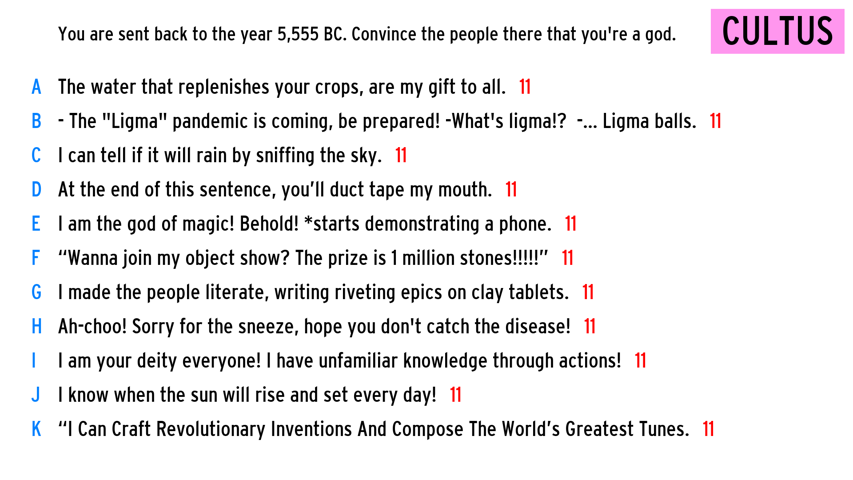 You are sent back to the year 5,555 BC. Convince the people there that you're a god.
CULTUS
A The water that replenishes your crops, are my gift to all. 11
B - The "Ligma" pandemic is coming, be prepared! -What's ligma!? -... Ligma balls. 11
C I can tell if it will rain by sniffing the sky. 11
D At the end of this sentence, you’ll duct tape my mouth. 11
E I am the god of magic! Behold! *starts demonstrating a phone. 11
F “Wanna join my object show? The prize is 1 million stones!!!!!” 11
G I made the people literate, writing riveting epics on clay tablets. 11
H Ah-choo! Sorry for the sneeze, hope you don't catch the disease! 11
I I am your deity everyone! I have unfamiliar knowledge through actions! 11
J I know when the sun will rise and set every day! 11
K “I Can Craft Revolutionary Inventions And Compose The World’s Greatest Tunes. 11